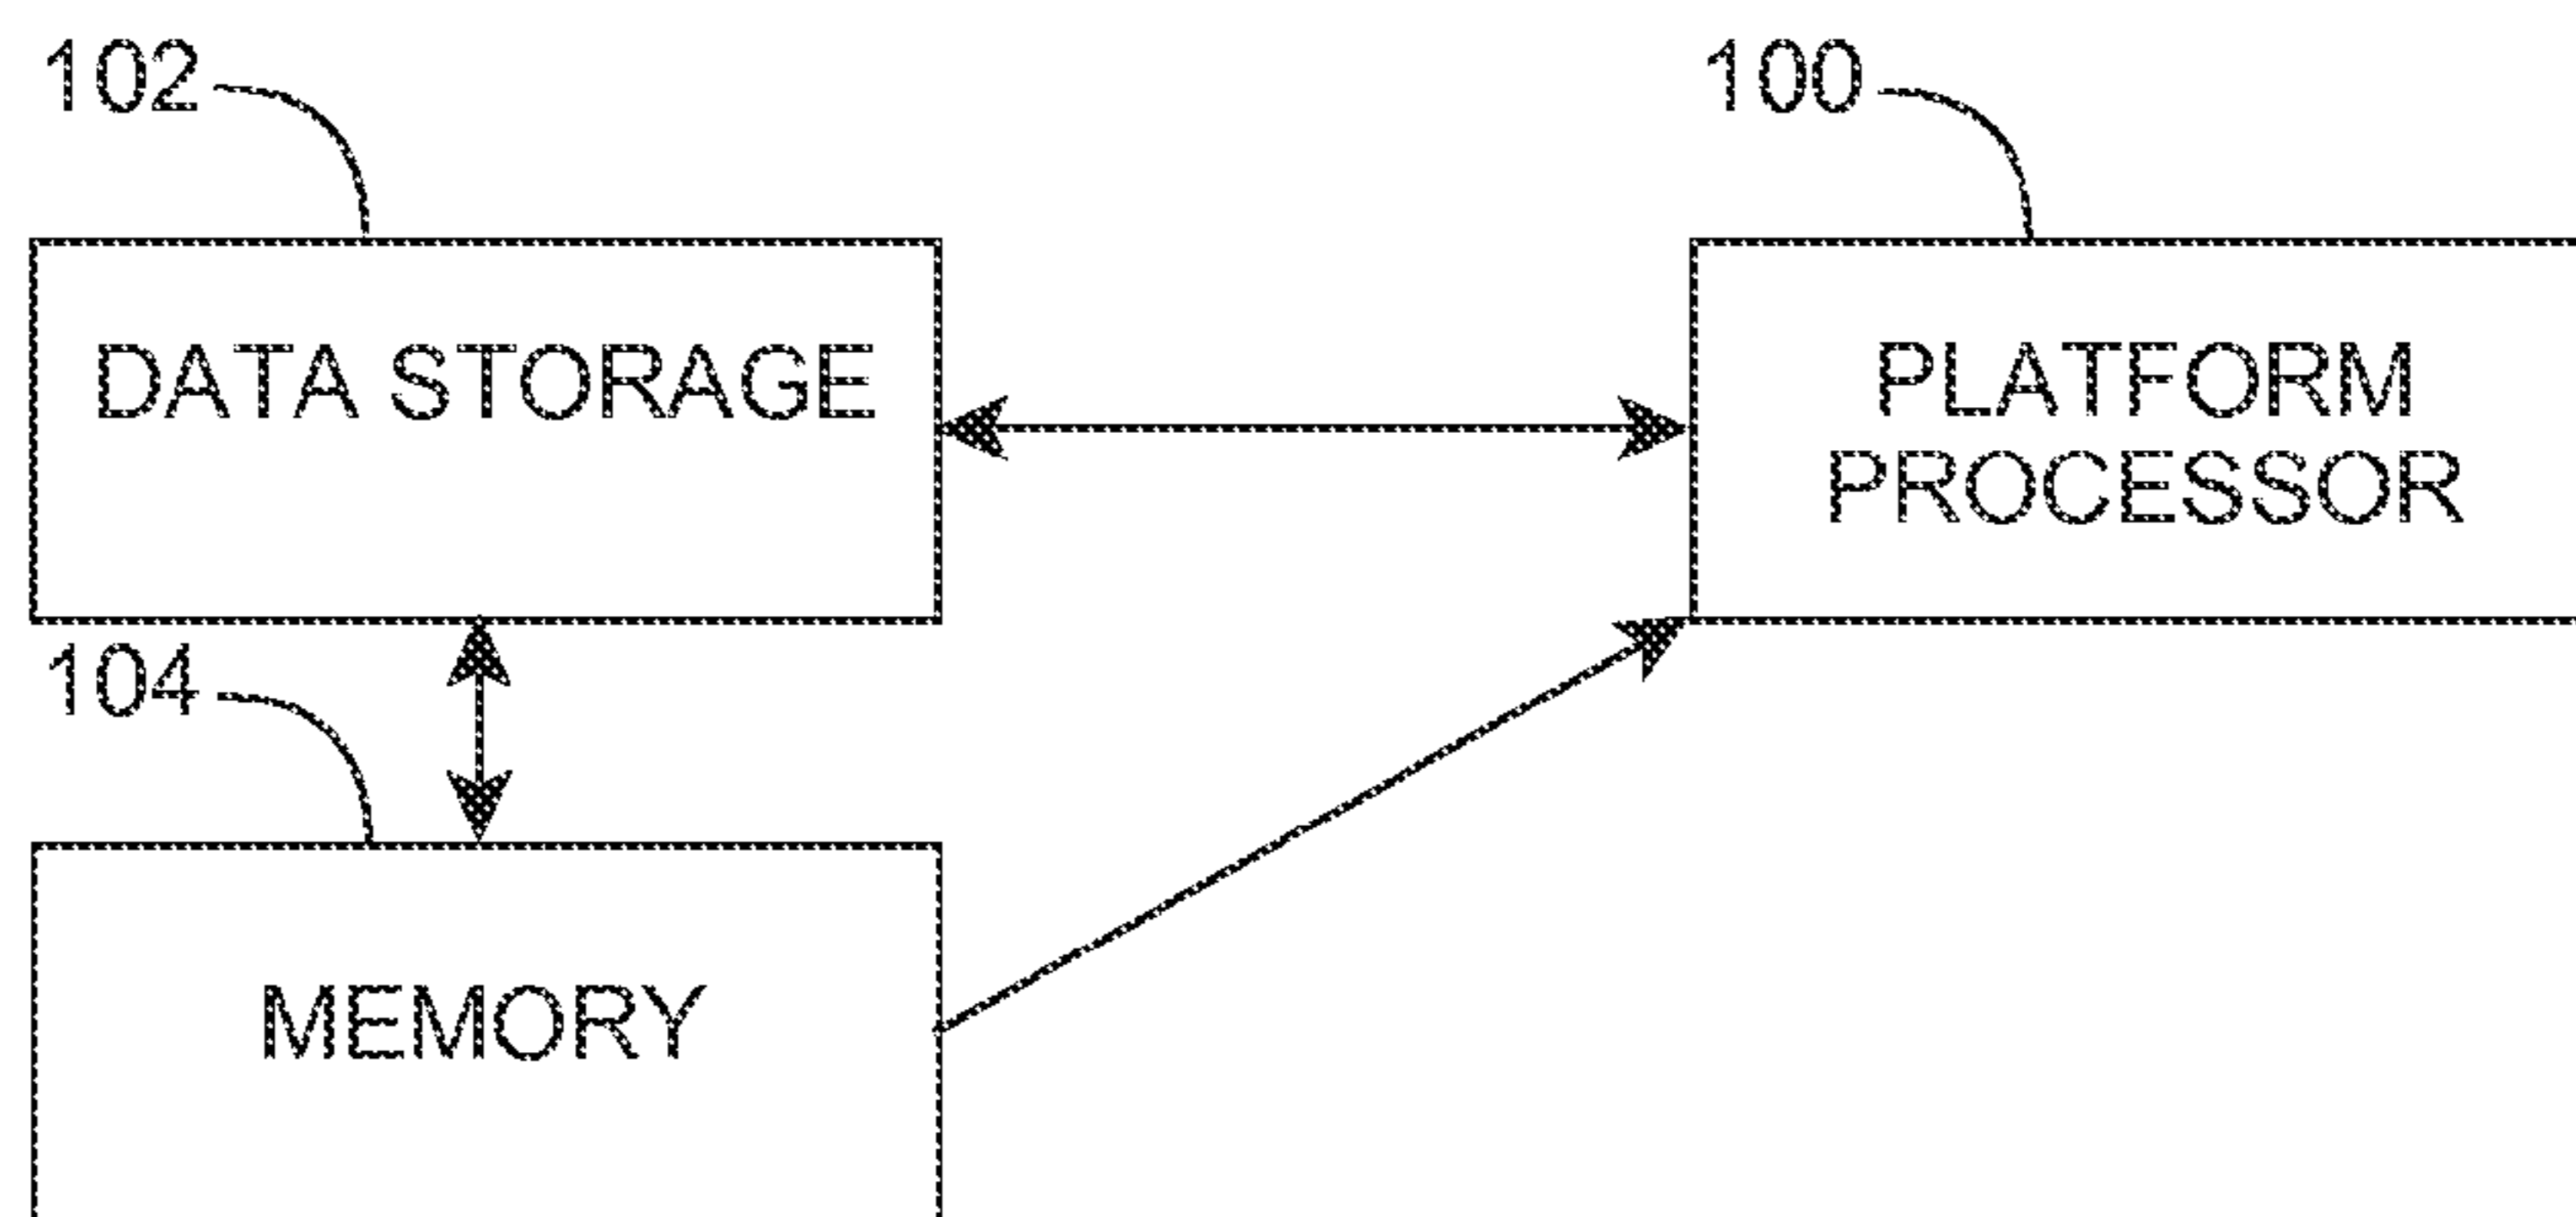 102
100
DATA STORAGE
PLATFORM
PROCESSOR
104
MEMORY